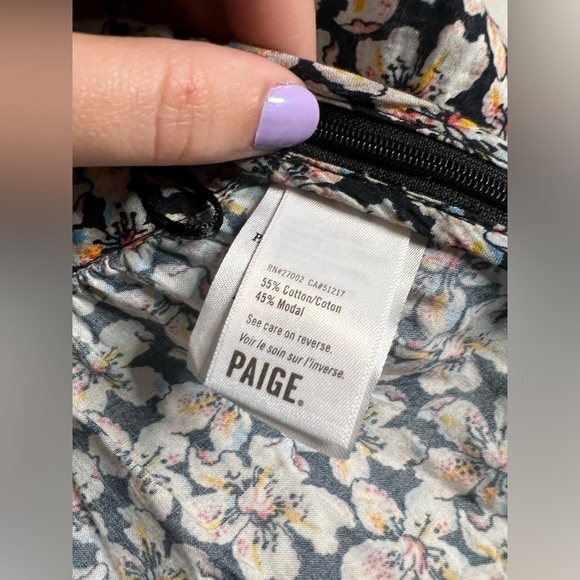 RN#27002 CA#51217
55% Cotton/Coton
45% Modal
See care on reverse.
Voir le soin sur l'inverse.
PAIGE.